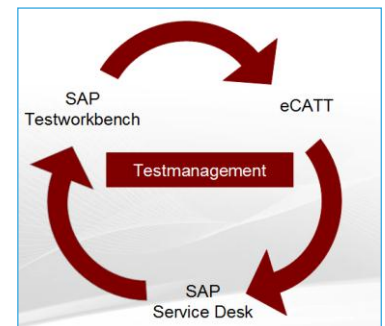 SAP
Testworkbench
eCATT
Testmanagement
SAP
Service Desk